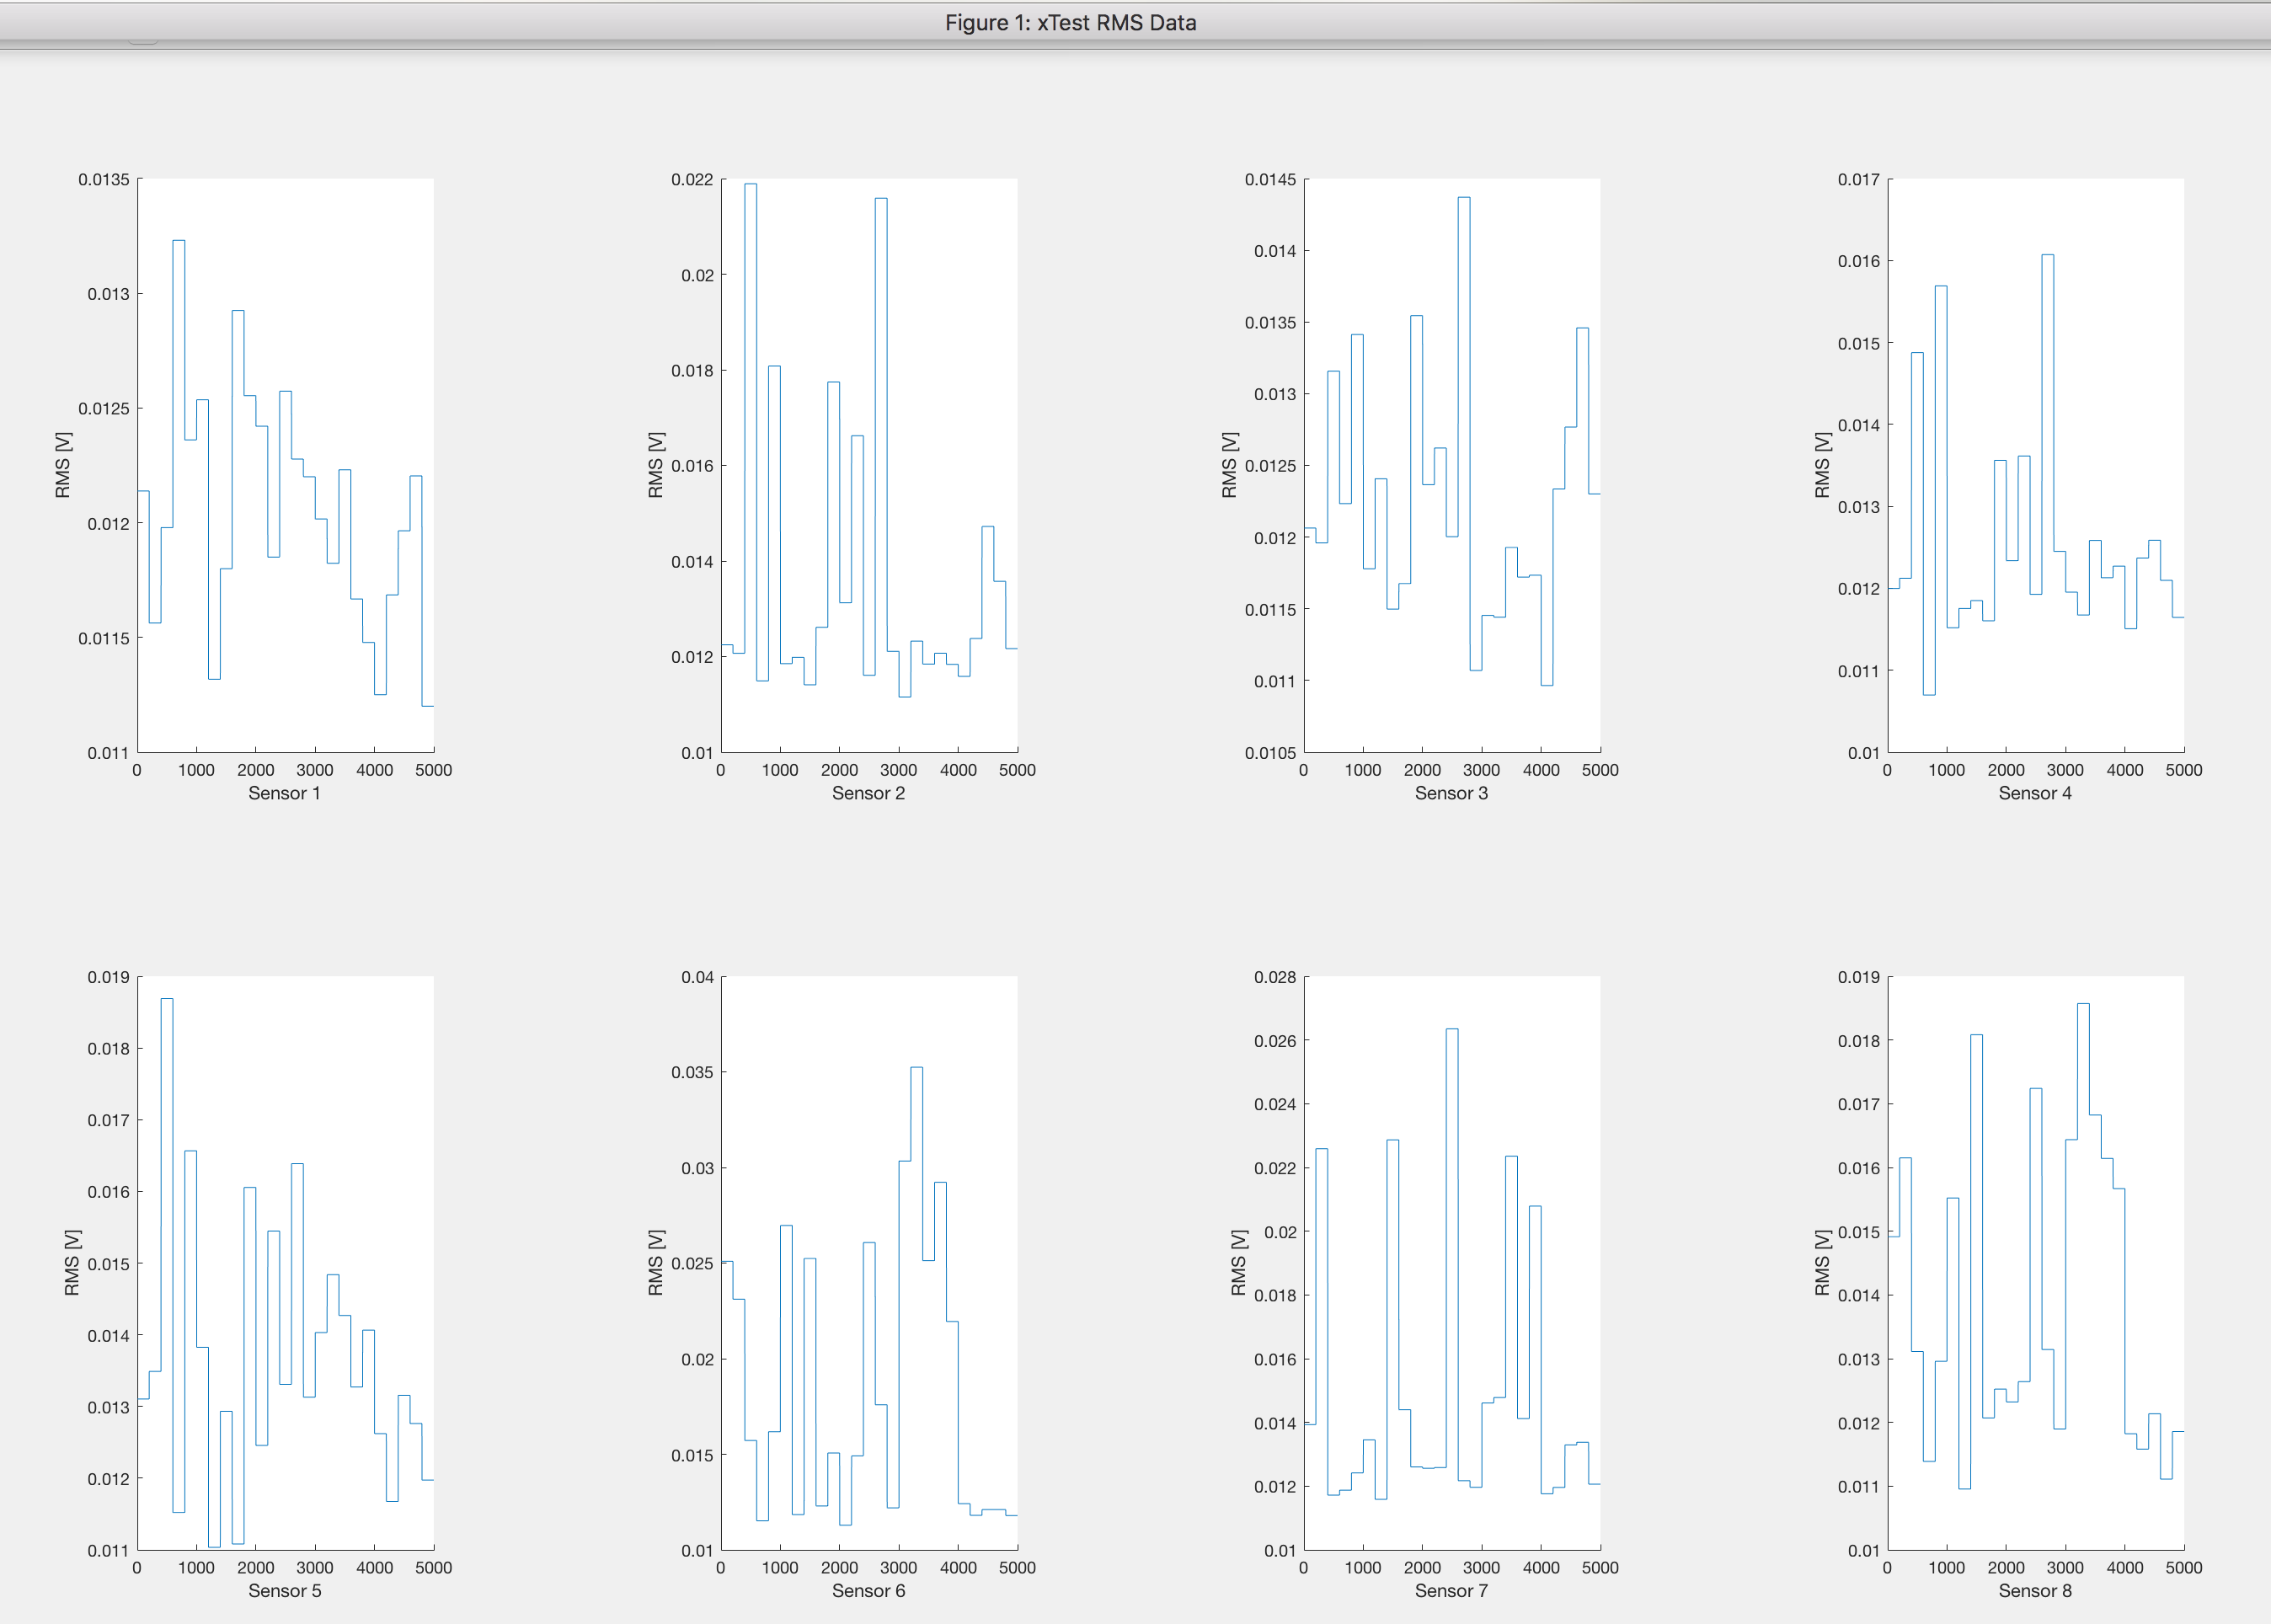 Figure 1: xTest RMS Data
0.0135
0.013
0.0125
0.012
0.0115
0.011
RMS [V]
0 1000 2000 3000 4000 5000
Sensor 1
0.022
0.02
0.018
0.016
0.014
0.012
0.01
RMS [V]
0 1000 2000 3000 4000 5000
Sensor 2
0.0145
0.014
0.0135
0.013
0.0125
0.012
0.0115
0.011
0.0105
RMS [V]
0 1000 2000 3000 4000 5000
Sensor 3
0.017
0.016
0.015
0.014
0.013
0.012
0.011
0.01
RMS [V]
0 1000 2000 3000 4000 5000
Sensor 4
0.019
0.018
0.017
0.016
0.015
0.014
0.013
0.012
0.011
RMS [V]
0 1000 2000 3000 4000 5000
Sensor 5
0.04
0.035
0.03
0.025
0.02
0.015
0.01
RMS [V]
0 1000 2000 3000 4000 5000
Sensor 6
0.028
0.026
0.024
0.022
0.02
0.018
0.016
0.014
0.012
0.01
RMS [V]
0 1000 2000 3000 4000 5000
Sensor 7
0.019
0.018
0.017
0.016
0.015
0.014
0.013
0.012
0.011
0.01
RMS [V]
0 1000 2000 3000 4000 5000
Sensor 8